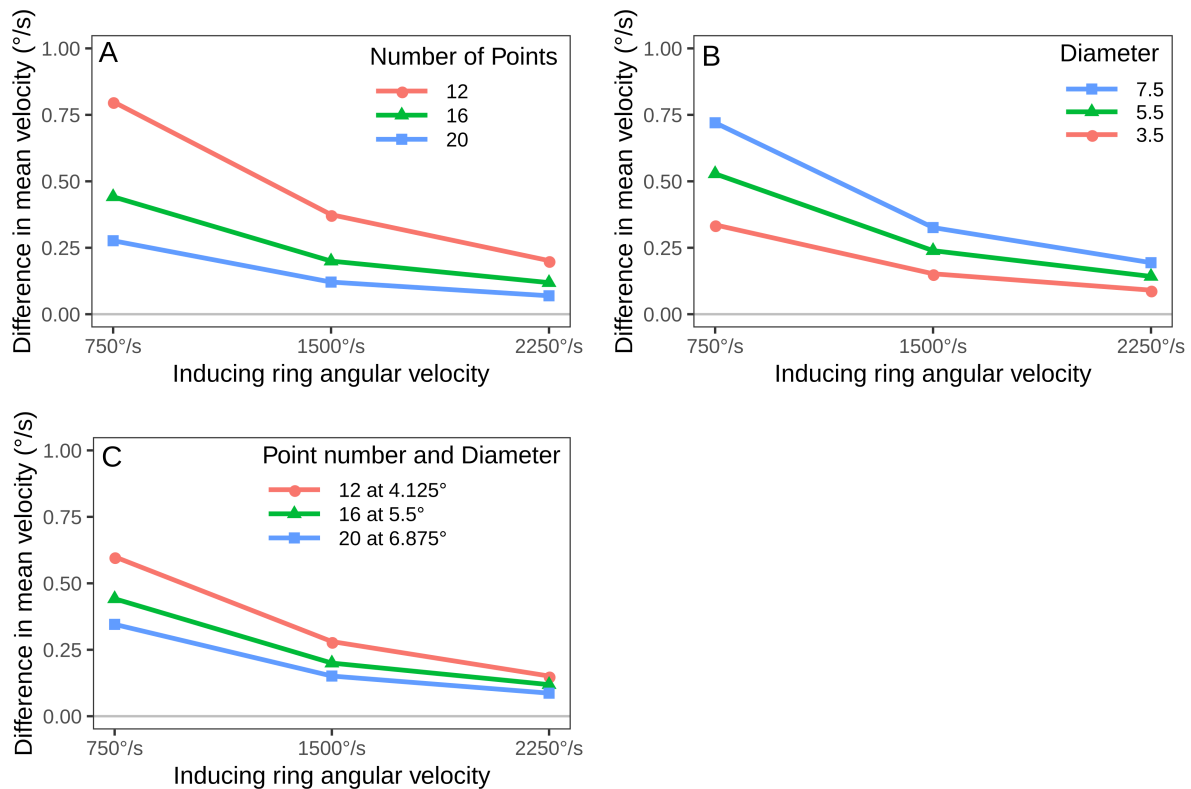 Difference in mean velocity (°/s)
A
Number of Points
12
16
20
1.00
0.75
0.50
0.25
0.00
750°/s 1500°/s 2250°/s
Inducing ring angular velocity
Difference in mean velocity (°/s)
B
Diameter
7.5
5.5
3.5
1.00
0.75
0.50
0.25
0.00
750°/s 1500°/s 2250°/s
Inducing ring angular velocity
Difference in mean velocity (°/s)
C
Point number and Diameter
12 at 4.125°
16 at 5.5°
20 at 6.875°
1.00
0.75
0.50
0.25
0.00
750°/s 1500°/s 2250°/s
Inducing ring angular velocity